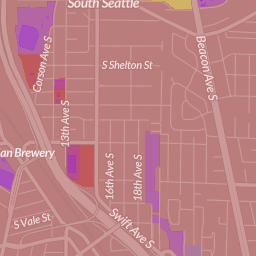 South Seattle
Corson Ave S
S Shelton St
Beacon Ave S
13th Ave S
an Brewery
16th Ave S
18th Ave S
S Vale St
Swift Ave S